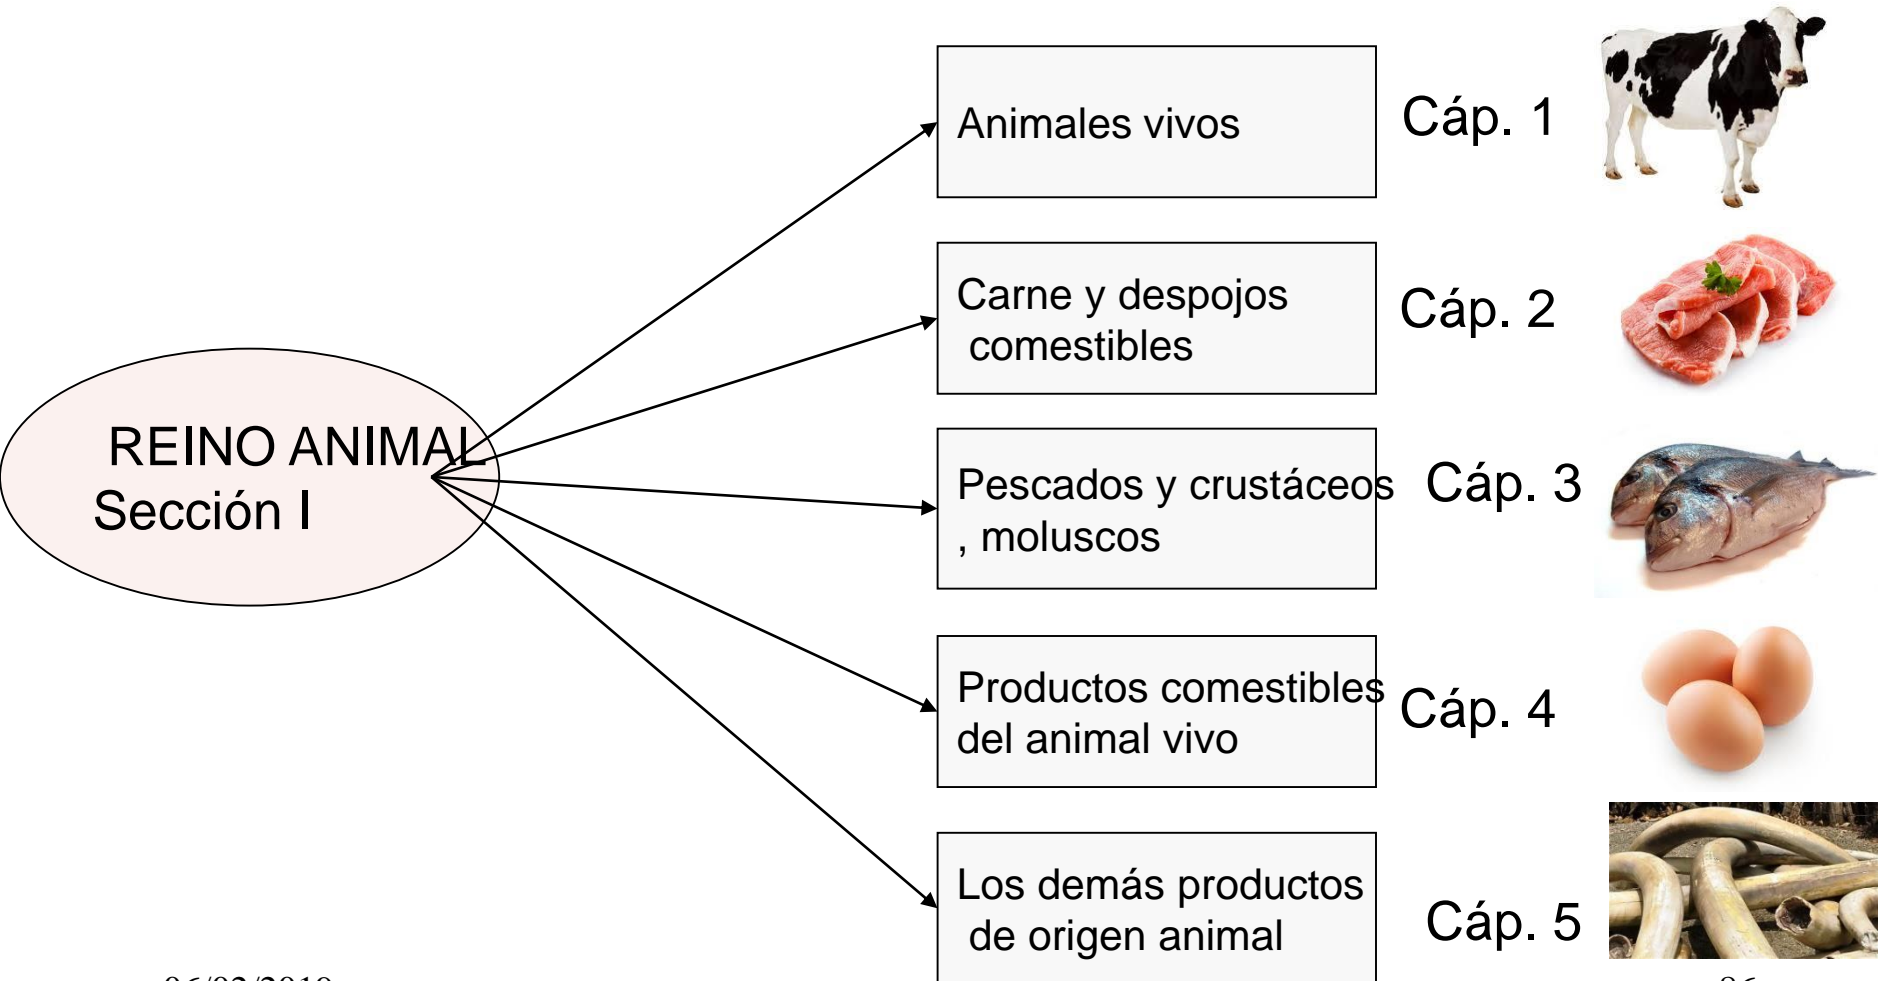 REINO ANIMAL
Sección I
Animales vivos
Cáp. 1
Carne y despojos
comestibles
Cáp. 2
Pescados y crustáceos
, moluscos
Cáp. 3
Productos comestibles
del animal vivo
Cáp. 4
Los demás productos
de origen animal
Cáp. 5